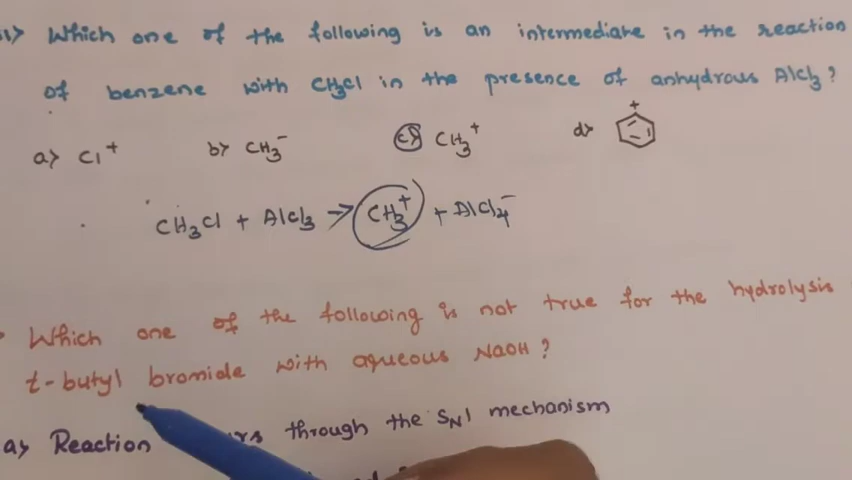 1) Which one of the following is an intermediate in the reaction
of benzene with CH3Cl in the presence of anhydrous AlCl3?
a) Cl+ b) CH3- c) CH3+ d) +
CH3Cl + AlCl3 → CH3+ + AlCl4-
Which one of the following is not true for the hydrolysis
t-butyl bromide with aqueous NaOH?
a) Reaction through the SN1 mechanism